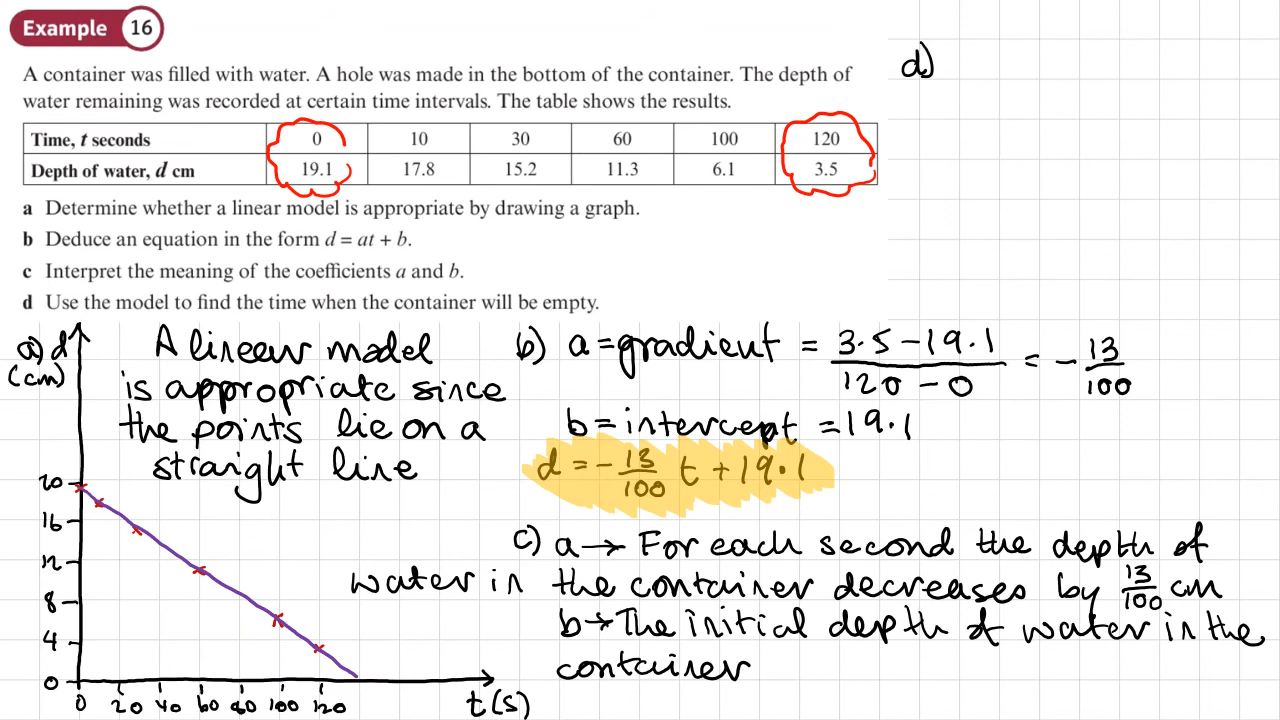 Example 16
A container was filled with water. A hole was made in the bottom of the container. The depth of
water remaining was recorded at certain time intervals. The table shows the results.
Time, t seconds 0 10 30 60 100 120
Depth of water, d cm 19.1 17.8 15.2 11.3 6.1 3.5
a Determine whether a linear model is appropriate by drawing a graph.
b Deduce an equation in the form d = at + b.
c Interpret the meaning of the coefficients a and b.
d Use the model to find the time when the container will be empty.
a) d
(cm)
A linear model
is appropriate since
the points lie on a
straight line
20
16
12
8
4
0
0 20 40 60 80 100 120
t(s)
b) a = gradient = 3.5 - 19.1 / 120 - 0 = - 13/100
b = intercept = 19.1
d = - 13/100 t + 19.1
c) a → For each second the depth of
water in the container decreases by 13/100 cm
b → The initial depth of water in the
container
d)